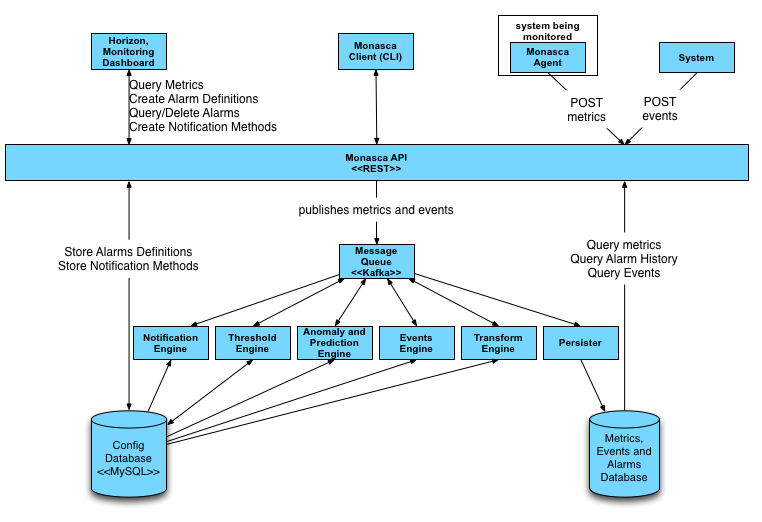 Horizon,
Monitoring
Dashboard
Monasca
Client (CLI)
system being
monitored
Monasca
Agent
System
Query Metrics
Create Alarm Definitions
Query/Delete Alarms
Create Notification Methods
POST
metrics
POST
events
Monasca API
<<REST>>
publishes metrics and events
Store Alarms Definitions
Store Notification Methods
Message
Queue
<<Kafka>>
Query metrics
Query Alarm History
Query Events
Notification
Engine
Threshold
Engine
Anomaly and
Prediction
Engine
Events
Engine
Transform
Engine
Persister
Config
Database
<<MySQL>>
Metrics,
Events and
Alarms
Database